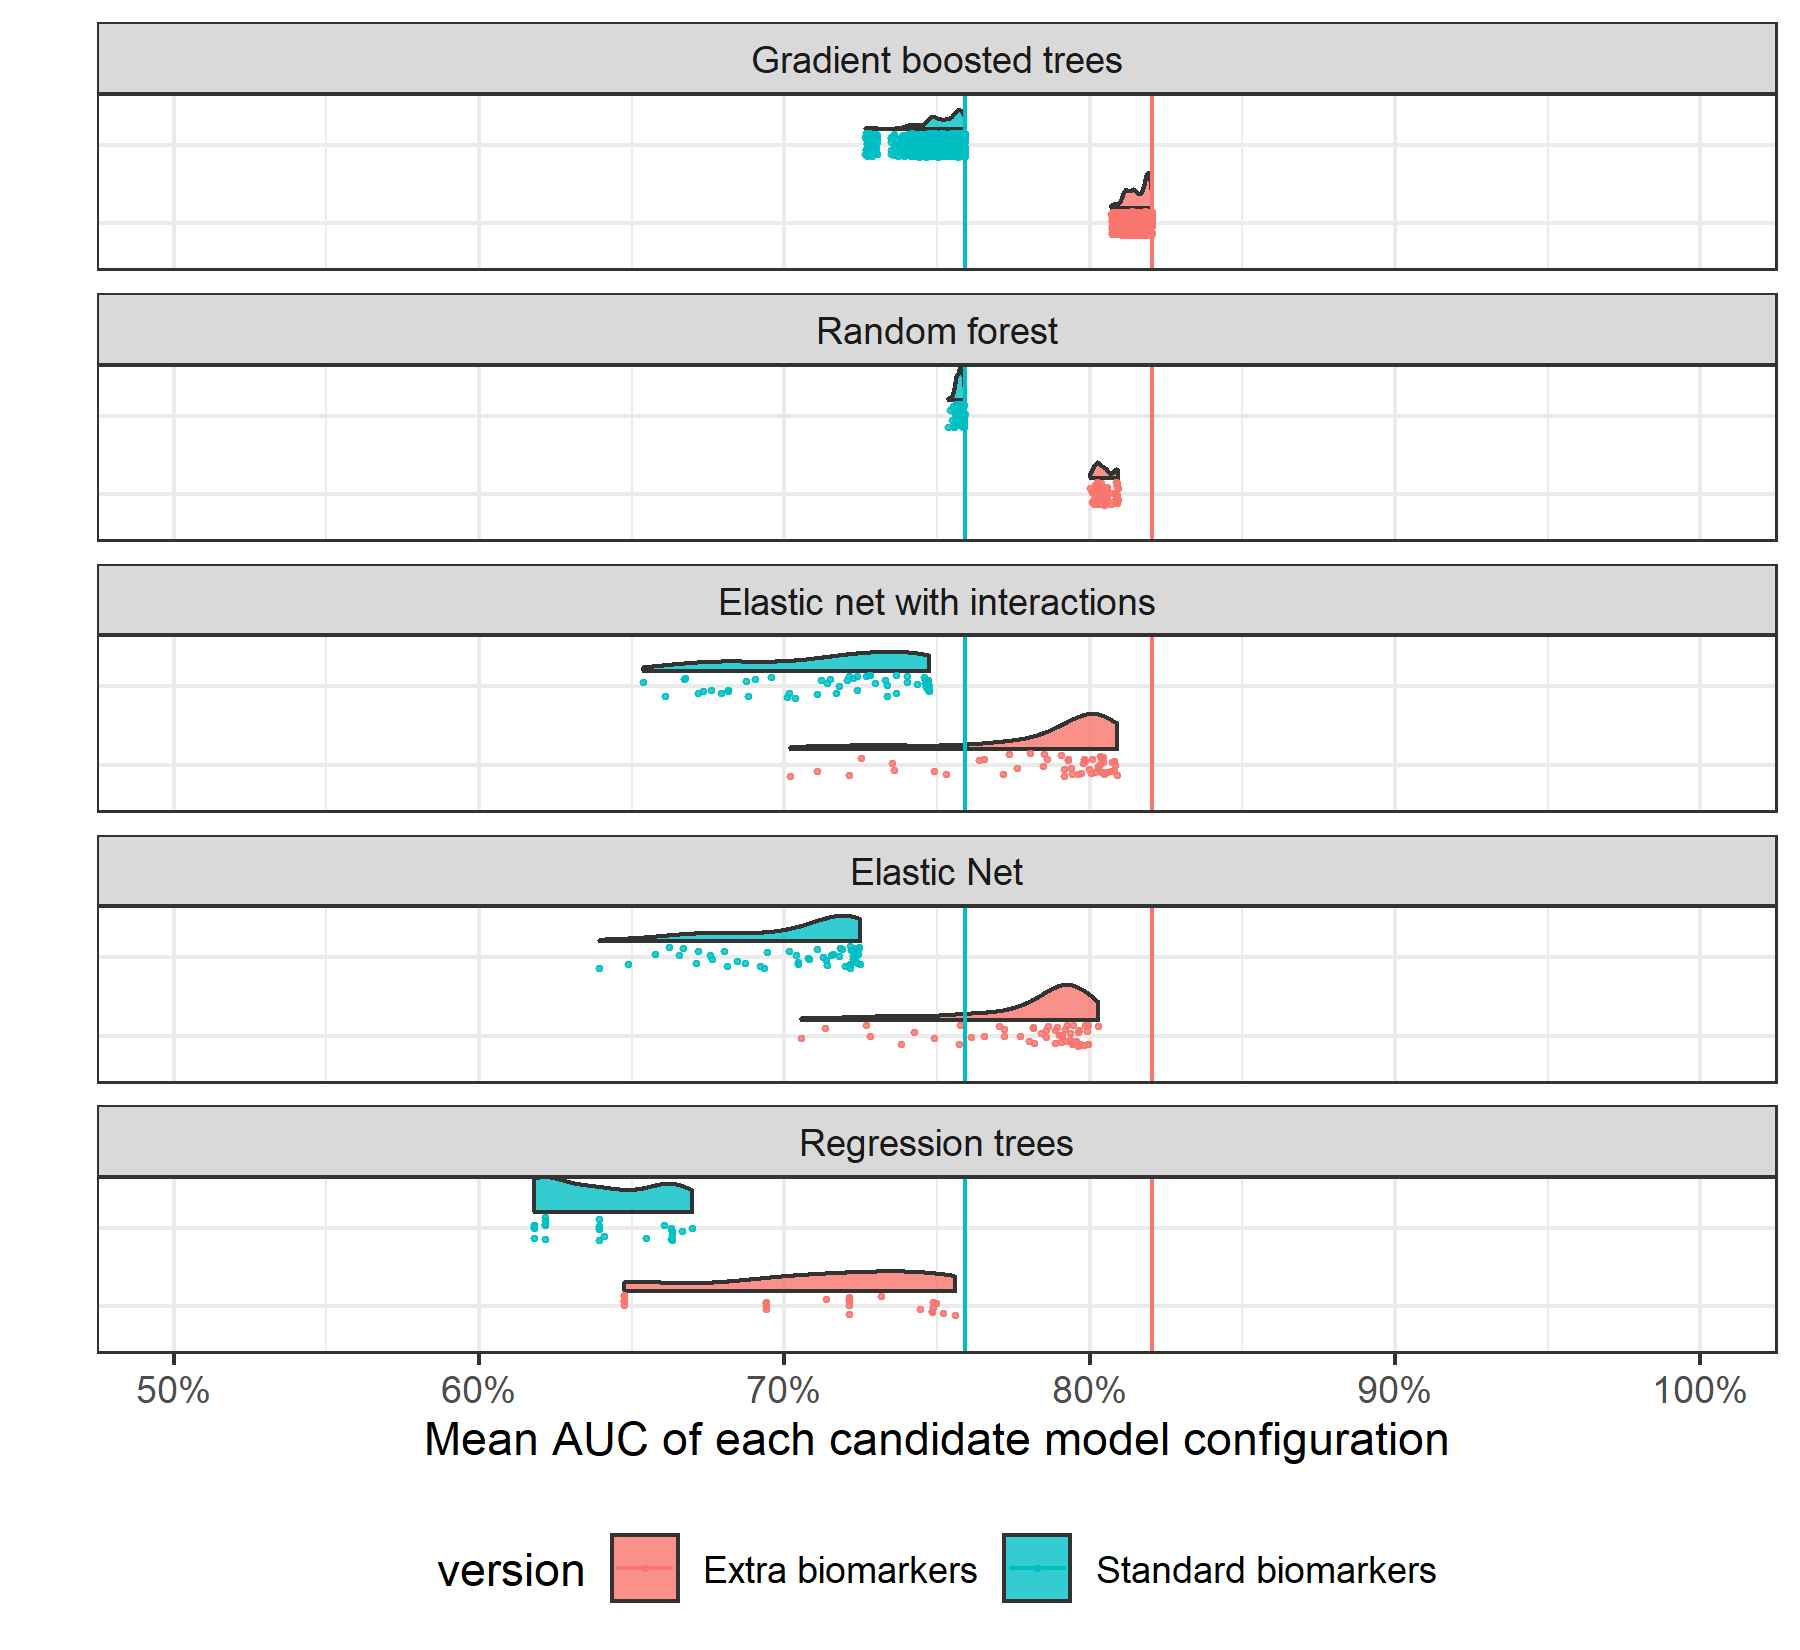 Gradient boosted trees
Random forest
Elastic net with interactions
Elastic Net
Regression trees
50% 60% 70% 80% 90% 100%
Mean AUC of each candidate model configuration
version Extra biomarkers Standard biomarkers